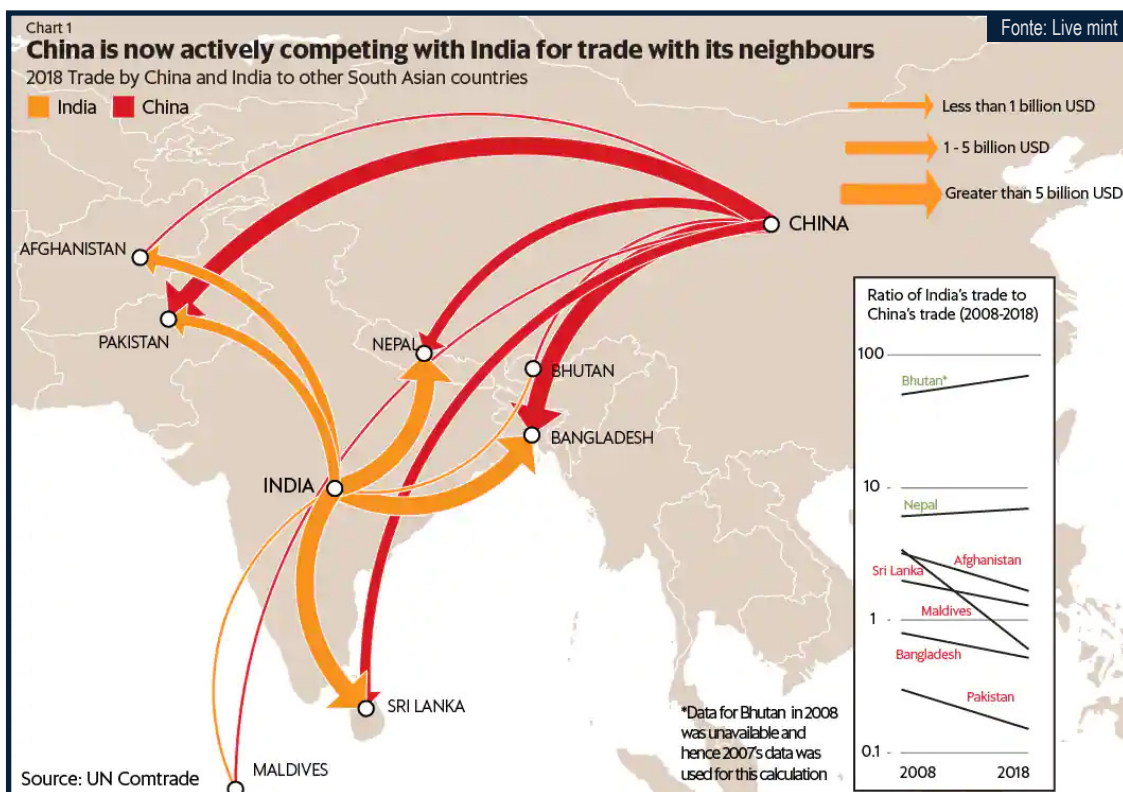 Chart 1
Fonte: Live mint
China is now actively competing with India for trade with its neighbours
2018 Trade by China and India to other South Asian countries
India
China
Less than 1 billion USD
1 - 5 billion USD
Greater than 5 billion USD
CHINA
AFGHANISTAN
PAKISTAN
NEPAL
BHUTAN
BANGLADESH
INDIA
SRI LANKA
MALDIVES
Ratio of India's trade to
China's trade (2008-2018)
100
Bhutan*
10
Nepal
Afghanistan
Sri Lanka
1
Maldives
Bangladesh
Pakistan
0.1
2008
2018
*Data for Bhutan in 2008
was unavailable and
hence 2007's data was
used for this calculation
Source: UN Comtrade